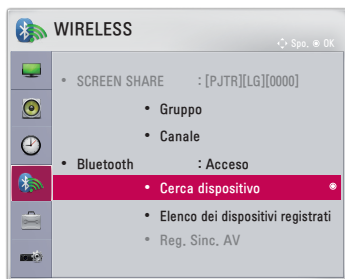 WIRELESS
Spo. OK
• SCREEN SHARE : [PJTR][LG][0000]
• Gruppo
• Canale
• Bluetooth : Acceso
• Cerca dispositivo
• Elenco dei dispositivi registrati
• Reg. Sinc. AV